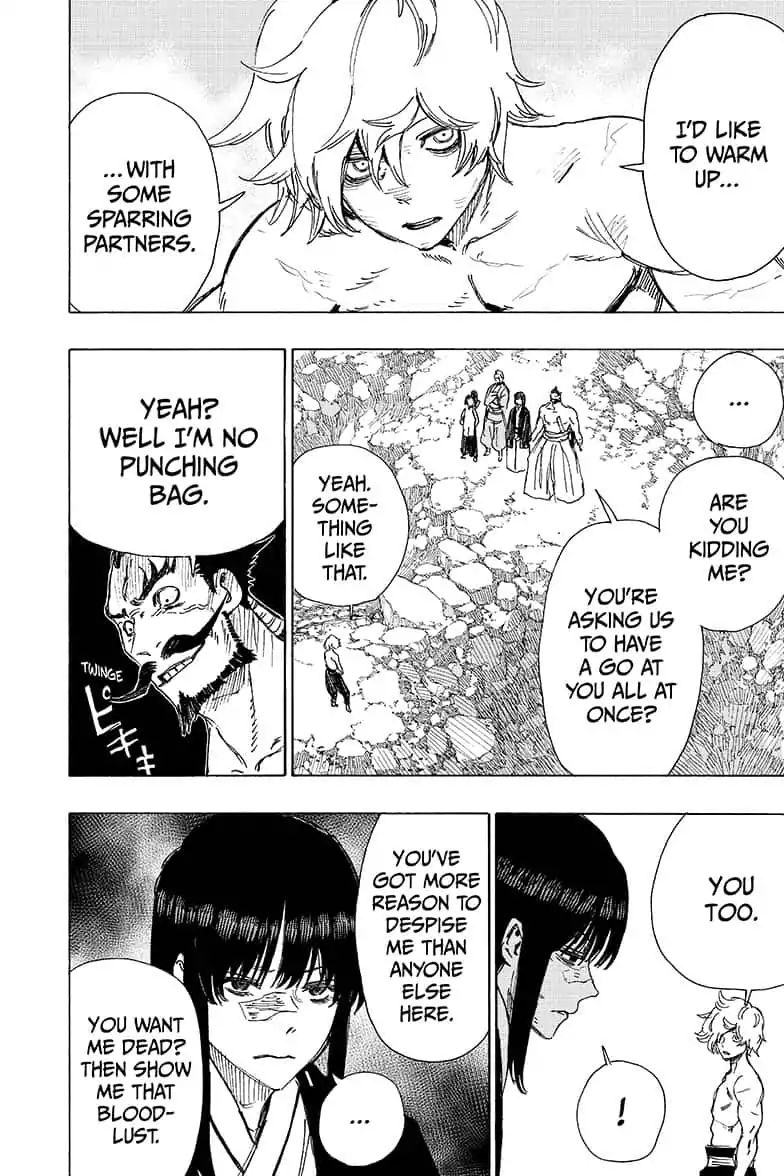 I'D LIKE
TO WARM
UP...
...WITH
SOME
SPARRING
PARTNERS.
...
ARE
YOU
KIDDING
ME?
YOU'RE
ASKING US
TO HAVE
A GO AT
YOU ALL AT
ONCE?
YEAH.
SOME-
THING
LIKE
THAT.
YEAH?
WELL I'M NO
PUNCHING
BAG.
TWINGE
ピキキ
YOU
TOO.
!
YOU'VE
GOT MORE
REASON TO
DESPISE
ME THAN
ANYONE
ELSE
HERE.
YOU WANT
ME DEAD?
THEN SHOW
ME THAT
BLOOD-
LUST.
...